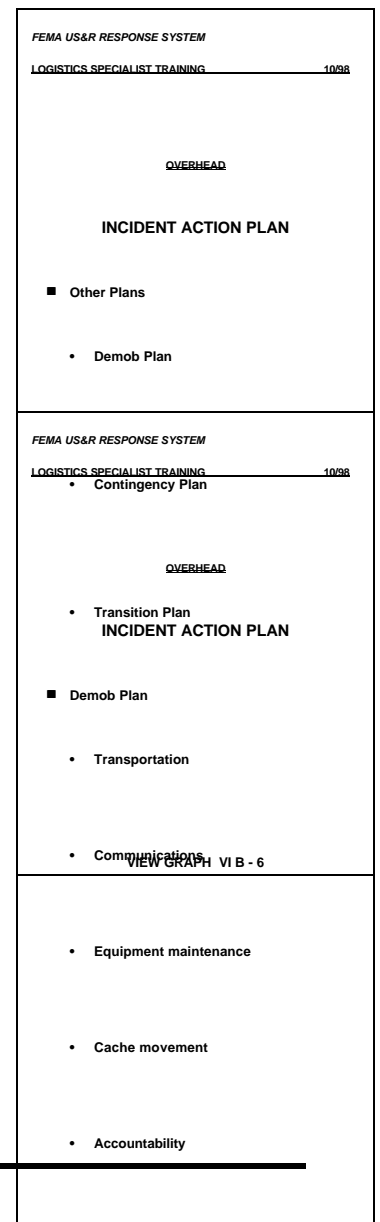 FEMA US&R RESPONSE SYSTEM
LOGISTICS SPECIALIST TRAINING 10/98
OVERHEAD
INCIDENT ACTION PLAN
■ Other Plans
• Demob Plan
FEMA US&R RESPONSE SYSTEM
LOGISTICS SPECIALIST TRAINING 10/98
• Contingency Plan
OVERHEAD
• Transition Plan
INCIDENT ACTION PLAN
■ Demob Plan
• Transportation
• Communications
VIEW GRAPH VI B - 6
• Equipment maintenance
• Cache movement
• Accountability